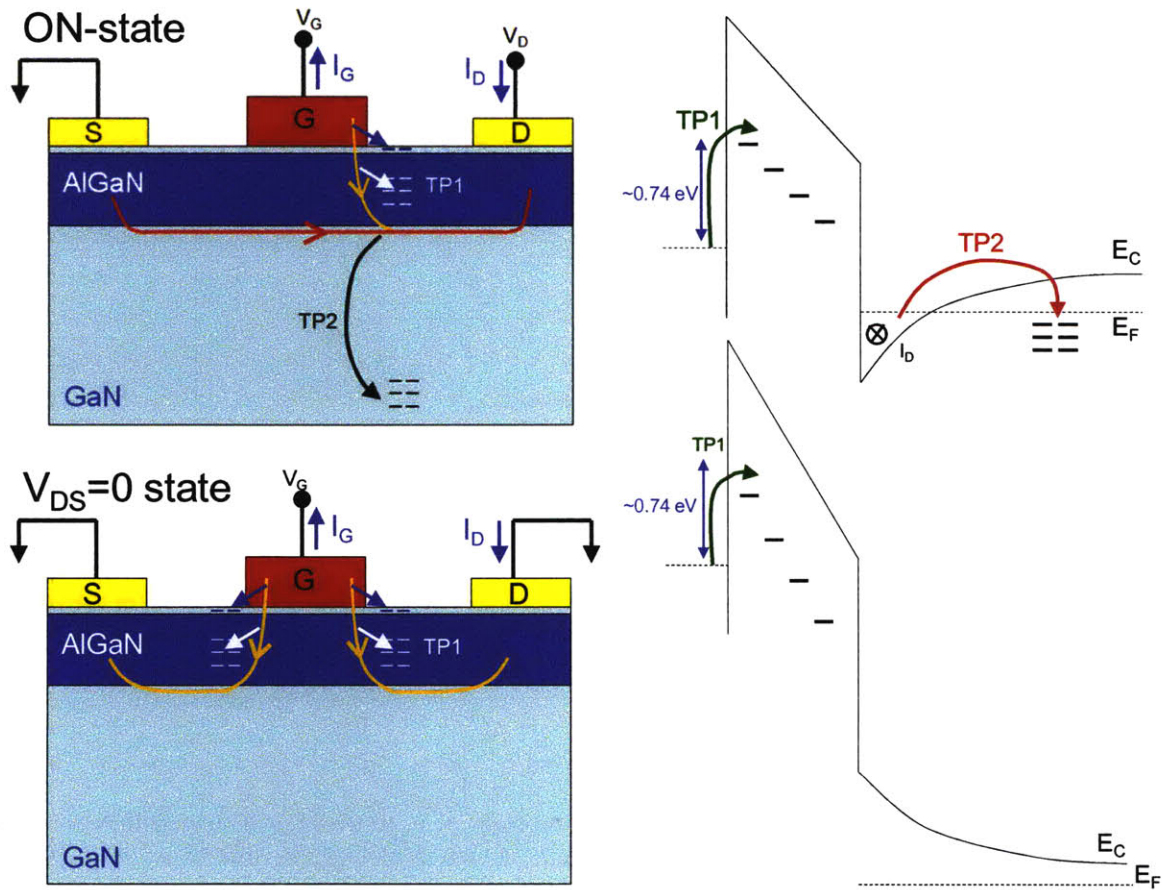 ON-state
V_G
I_G
V_D
I_D
S
G
D
AlGaN
TP1
TP2
GaN
TP1
~0.74 eV
TP2
E_C
E_F
I_D
V_DS=0 state
V_G
I_G
I_D
S
G
D
AlGaN
TP1
GaN
TP1
~0.74 eV
E_C
E_F